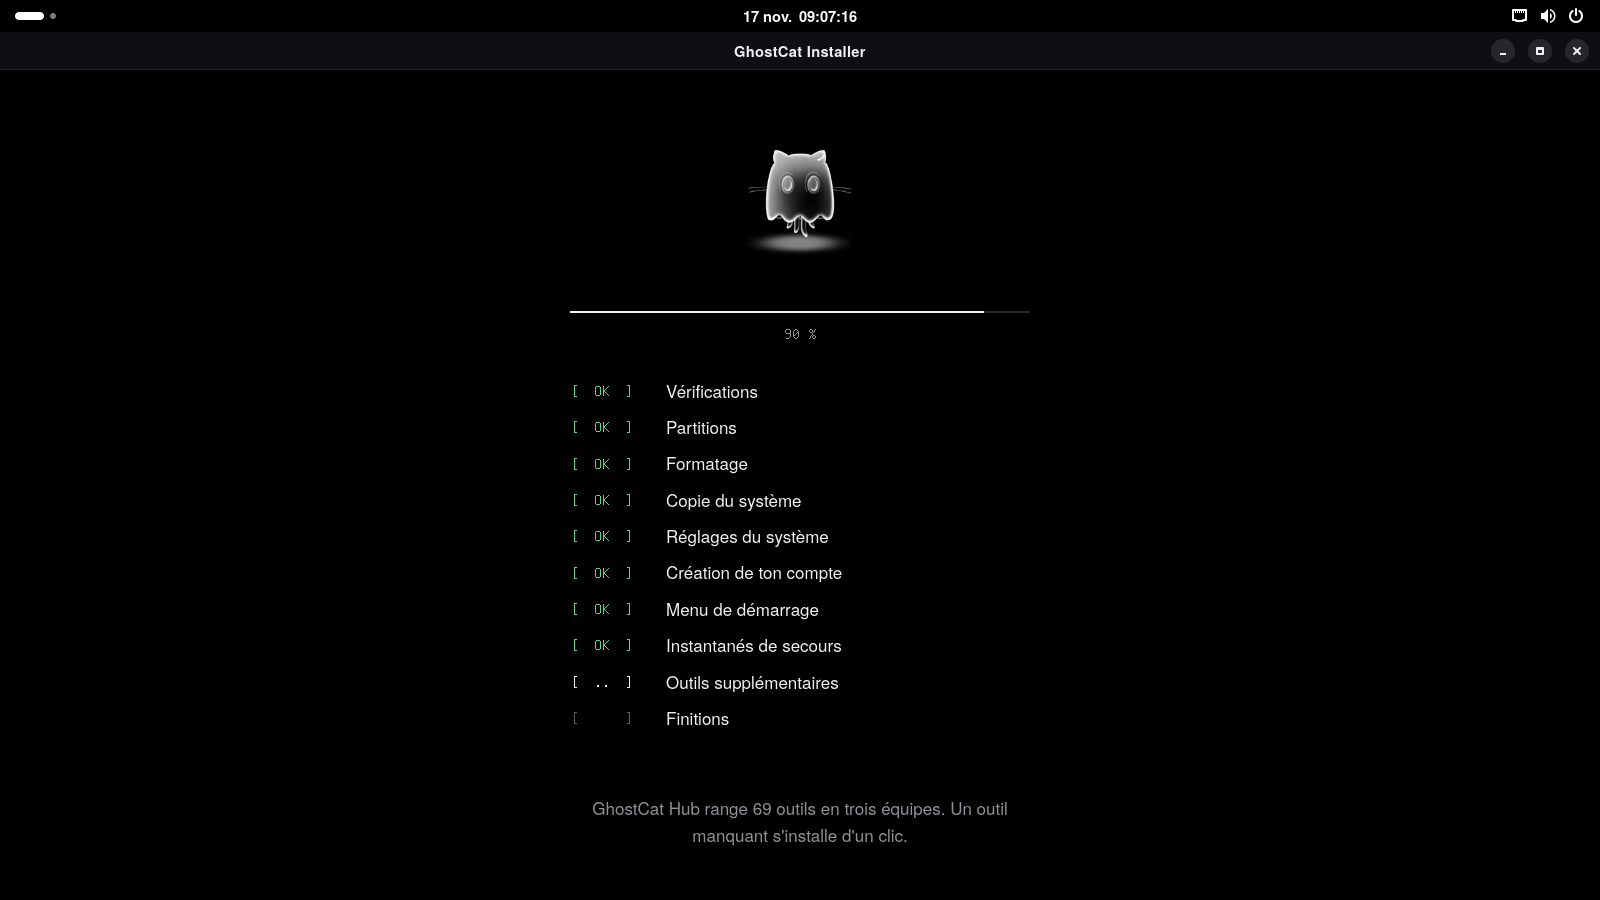 17 nov. 09:07:16
GhostCat Installer
90 %
[ OK ] Vérifications
[ OK ] Partitions
[ OK ] Formatage
[ OK ] Copie du système
[ OK ] Réglages du système
[ OK ] Création de ton compte
[ OK ] Menu de démarrage
[ OK ] Instantanés de secours
[ .. ] Outils supplémentaires
[ ] Finitions
GhostCat Hub range 69 outils en trois équipes. Un outil
manquant s'installe d'un clic.